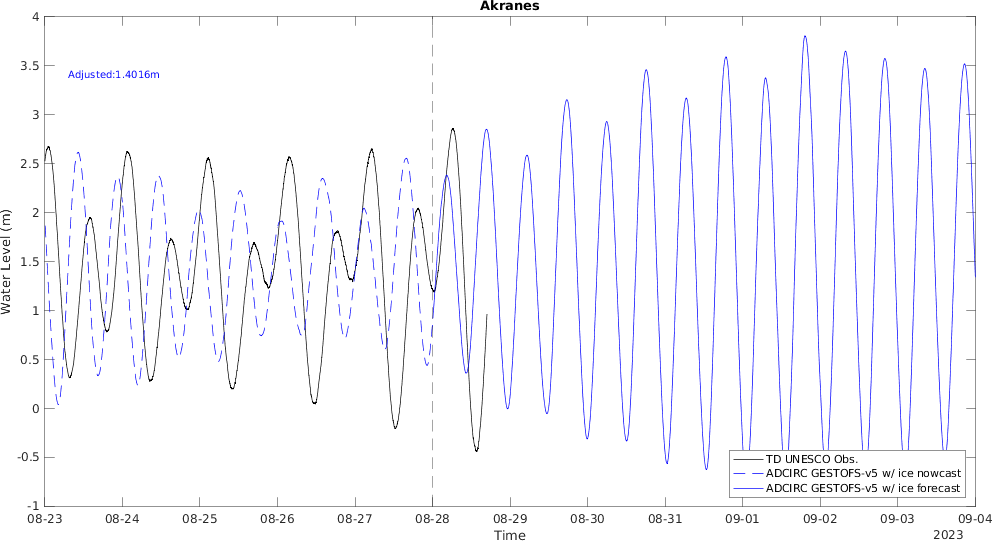 Akranes
4
3.5
3
2.5
2
1.5
1
0.5
0
-0.5
-1
Water Level (m)
Adjusted:1.4016m
TD UNESCO Obs.
ADCIRC GESTOFS-v5 w/ ice nowcast
ADCIRC GESTOFS-v5 w/ ice forecast
08-23 08-24 08-25 08-26 08-27 08-28 08-29 08-30 08-31 09-01 09-02 09-03 09-04
Time
2023